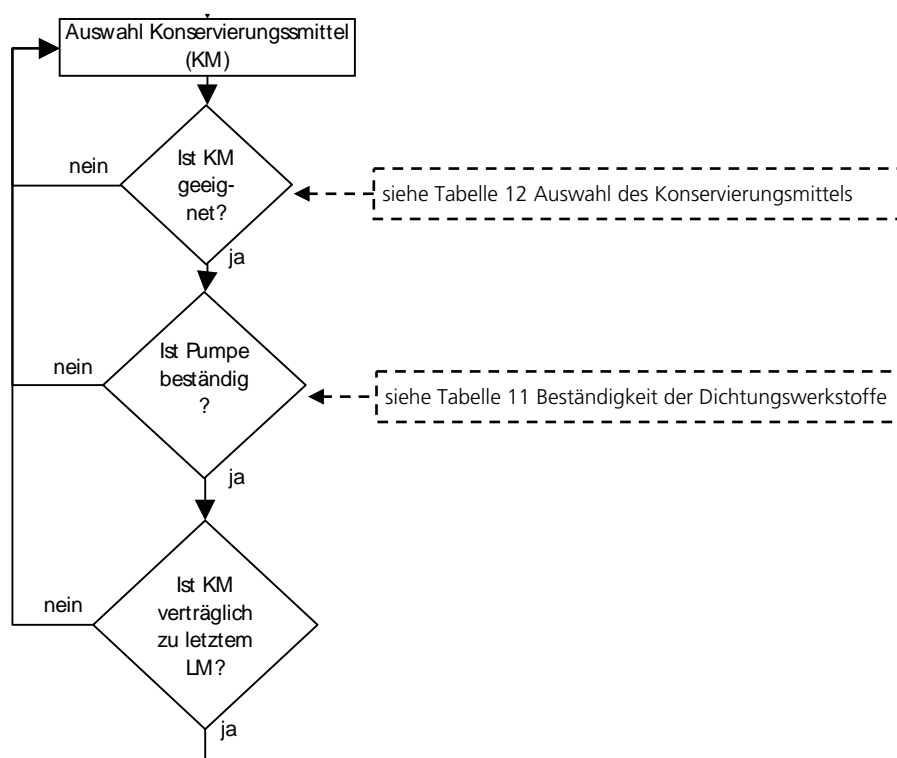 Auswahl Konservierungssmittel
(KM)
nein
Ist KM
geeig-
net?
siehe Tabelle 12 Auswahl des Konservierungsmittels
ja
nein
Ist Pumpe
beständig
?
siehe Tabelle 11 Beständigkeit der Dichtungswerkstoffe
ja
nein
Ist KM
verträglich
zu letztem
LM?
ja